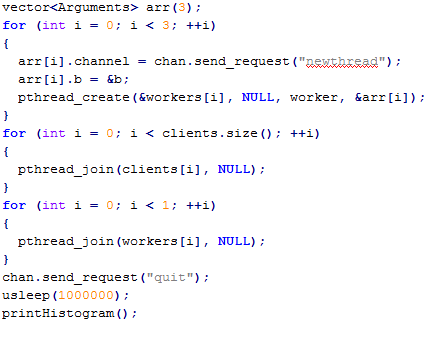 vector<Arguments> arr(3);
for (int i = 0; i < 3; ++i)
{
  arr[i].channel = chan.send_request("newthread");
  arr[i].b = &b;
  pthread_create(&workers[i], NULL, worker, &arr[i]);
}
for (int i = 0; i < clients.size(); ++i)
{
  pthread_join(clients[i], NULL);
}
for (int i = 0; i < 1; ++i)
{
  pthread_join(workers[i], NULL);
}
chan.send_request("quit");
usleep(1000000);
printHistogram();